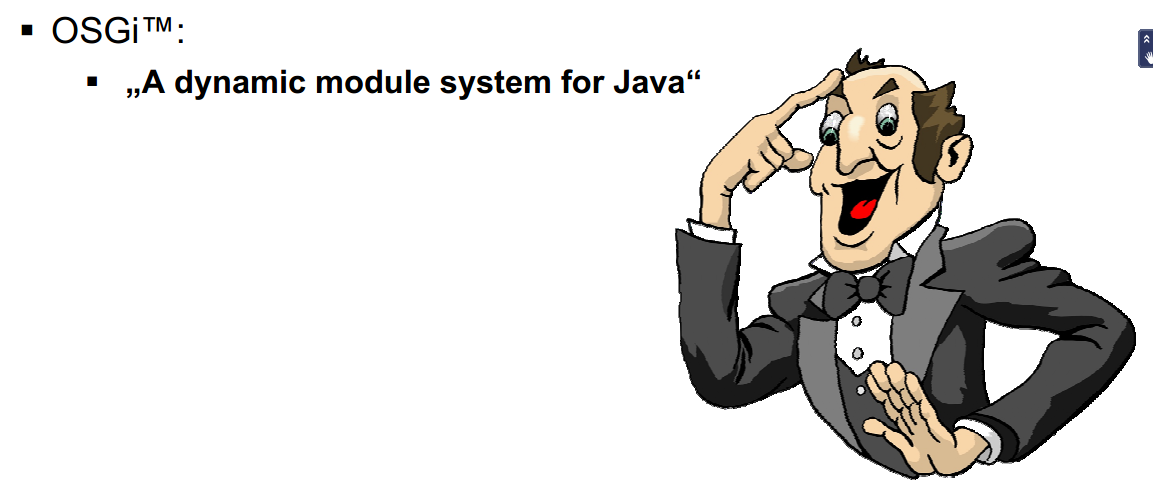 ▪ OSGi™:
▪ „A dynamic module system for Java“